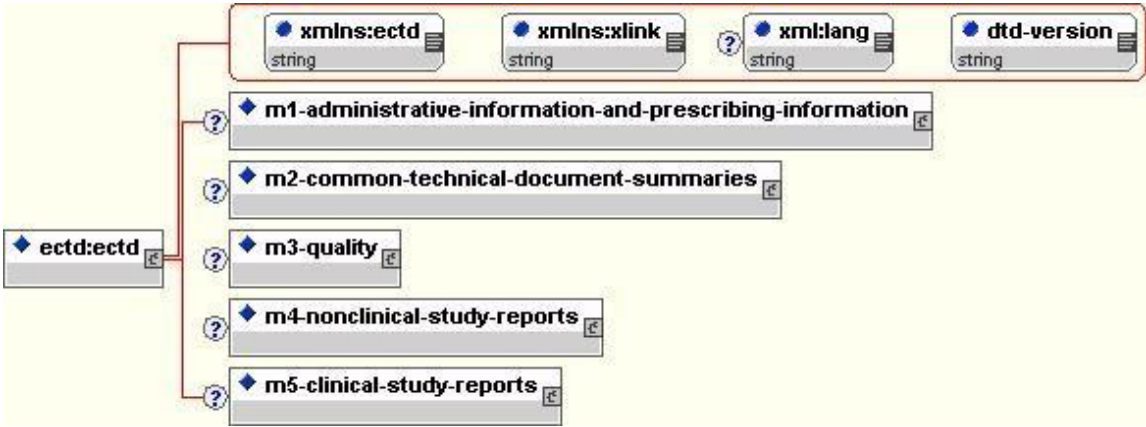 xmlns:ectd xmlns:xlink ? xml:lang dtd-version
string string string string
? m1-administrative-information-and-prescribing-information
? m2-common-technical-document-summaries
ectd:ectd ? m3-quality
? m4-nonclinical-study-reports
? m5-clinical-study-reports